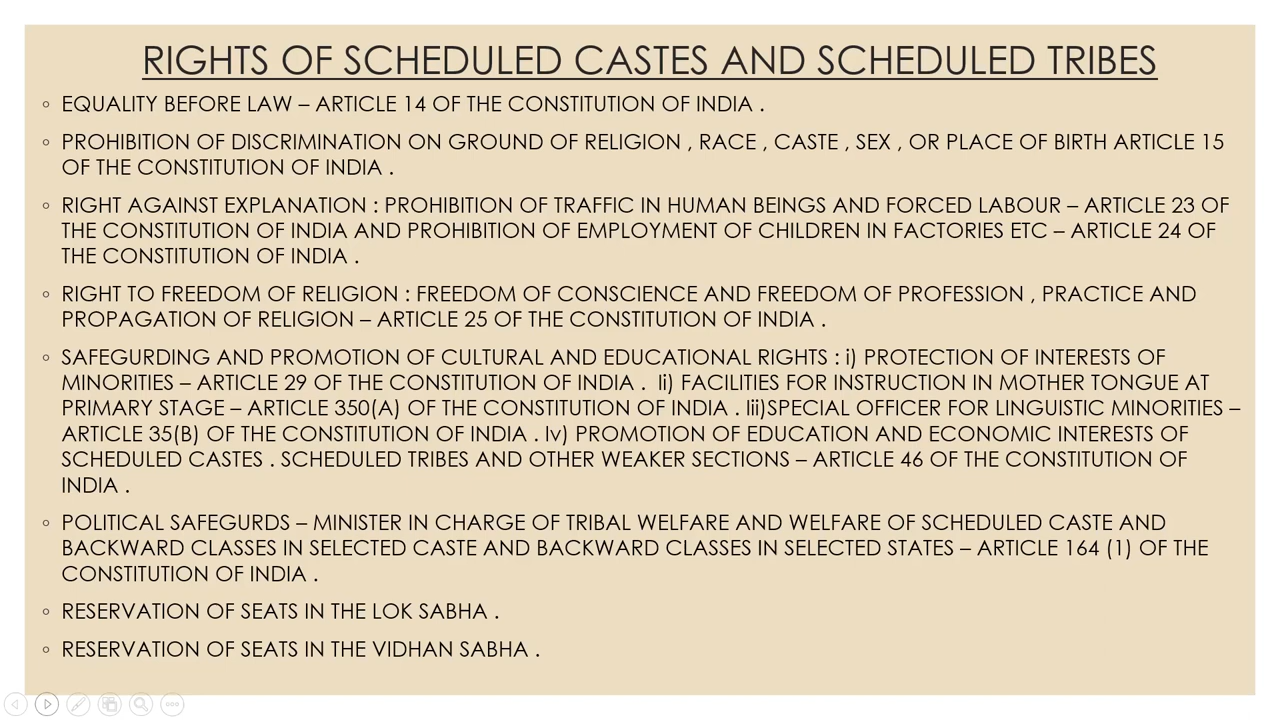 RIGHTS OF SCHEDULED CASTES AND SCHEDULED TRIBES
◦ EQUALITY BEFORE LAW – ARTICLE 14 OF THE CONSTITUTION OF INDIA .
◦ PROHIBITION OF DISCRIMINATION ON GROUND OF RELIGION , RACE , CASTE , SEX , OR PLACE OF BIRTH ARTICLE 15
OF THE CONSTITUTION OF INDIA .
◦ RIGHT AGAINST EXPLANATION : PROHIBITION OF TRAFFIC IN HUMAN BEINGS AND FORCED LABOUR – ARTICLE 23 OF
THE CONSTITUTION OF INDIA AND PROHIBITION OF EMPLOYMENT OF CHILDREN IN FACTORIES ETC – ARTICLE 24 OF
THE CONSTITUTION OF INDIA .
◦ RIGHT TO FREEDOM OF RELIGION : FREEDOM OF CONSCIENCE AND FREEDOM OF PROFESSION , PRACTICE AND
PROPAGATION OF RELIGION – ARTICLE 25 OF THE CONSTITUTION OF INDIA .
◦ SAFEGURDING AND PROMOTION OF CULTURAL AND EDUCATIONAL RIGHTS : i) PROTECTION OF INTERESTS OF
MINORITIES – ARTICLE 29 OF THE CONSTITUTION OF INDIA . Ii) FACILITIES FOR INSTRUCTION IN MOTHER TONGUE AT
PRIMARY STAGE – ARTICLE 350(A) OF THE CONSTITUTION OF INDIA . Iii)SPECIAL OFFICER FOR LINGUISTIC MINORITIES –
ARTICLE 35(B) OF THE CONSTITUTION OF INDIA . Iv) PROMOTION OF EDUCATION AND ECONOMIC INTERESTS OF
SCHEDULED CASTES . SCHEDULED TRIBES AND OTHER WEAKER SECTIONS – ARTICLE 46 OF THE CONSTITUTION OF
INDIA .
◦ POLITICAL SAFEGURDS – MINISTER IN CHARGE OF TRIBAL WELFARE AND WELFARE OF SCHEDULED CASTE AND
BACKWARD CLASSES IN SELECTED CASTE AND BACKWARD CLASSES IN SELECTED STATES – ARTICLE 164 (1) OF THE
CONSTITUTION OF INDIA .
◦ RESERVATION OF SEATS IN THE LOK SABHA .
◦ RESERVATION OF SEATS IN THE VIDHAN SABHA .